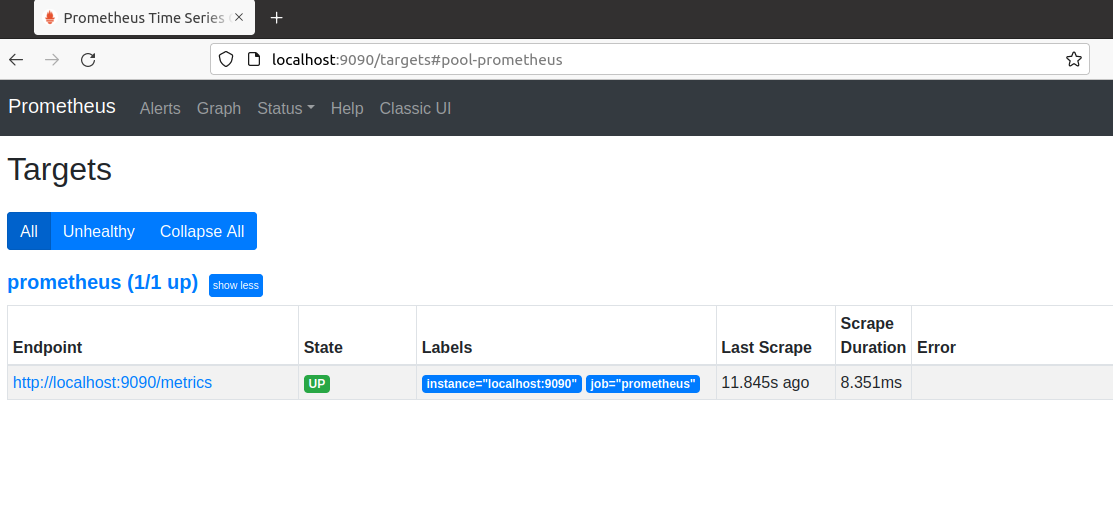 Prometheus Time Series
localhost:9090/targets#pool-prometheus
Prometheus Alerts Graph Status Help Classic UI
Targets
All Unhealthy Collapse All
prometheus (1/1 up) show less
Endpoint State Labels Last Scrape Scrape Duration Error
http://localhost:9090/metrics UP instance="localhost:9090" job="prometheus" 11.845s ago 8.351ms